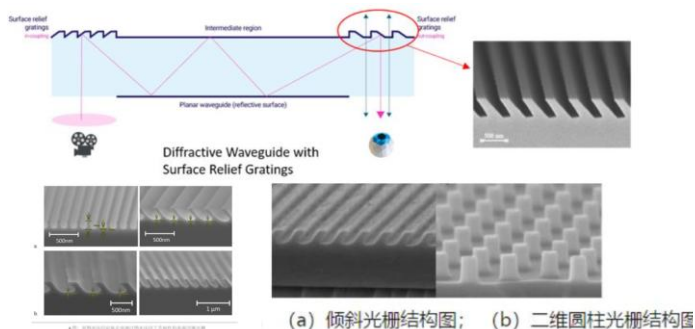 Surface relief
gratings
in-coupling
Intermediate region
Surface relief
gratings
Planar waveguide (reflective surface)
Diffractive Waveguide with
Surface Relief Gratings
500nm
500nm
a
500nm
1 μm
b
(a) 倾斜光栅结构图； (b) 二维圆柱光栅结构图